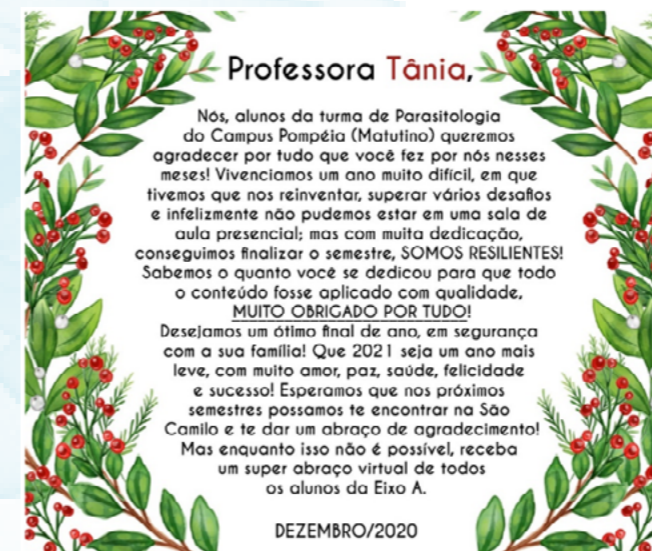 Professora Tânia,
Nós, alunos da turma de Parasitologia
do Campus Pompéia (Matutino) queremos
agradecer por tudo que você fez por nós nesses
meses! Vivenciamos um ano muito difícil, em que
tivemos que nos reinventar, superar vários desafios
e infelizmente não pudemos estar em uma sala de
aula presencial; mas com muita dedicação,
conseguimos finalizar o semestre, SOMOS RESILIENTES!
Sabemos o quanto você se dedicou para que todo
o conteúdo fosse aplicado com qualidade,
MUITO OBRIGADO POR TUDO!
Desejamos um ótimo final de ano, em segurança
com a sua família! Que 2021 seja um ano mais
leve, com muito amor, paz, saúde, felicidade
e sucesso! Esperamos que nos próximos
semestres possamos te encontrar na São
Camilo e te dar um abraço de agradecimento!
Mas enquanto isso não é possível, receba
um super abraço virtual de todos
os alunos da Eixo A.
DEZEMBRO/2020